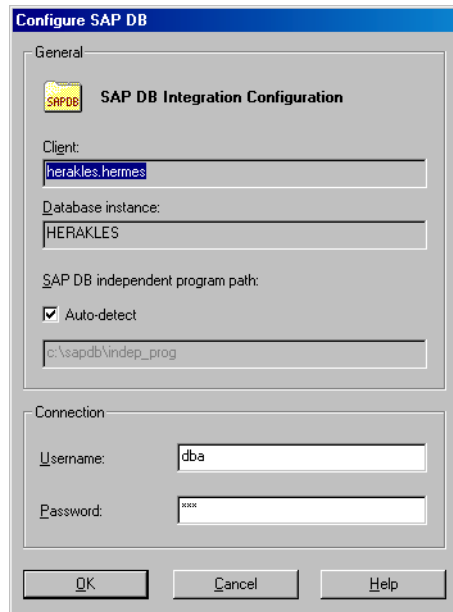 Configure SAP DB
General
SAPDB
SAP DB Integration Configuration
Client:
herakles.hermes
Database instance:
HERAKLES
SAP DB independent program path:
Auto-detect
c:\sapdb\indep_prog
Connection
Username:
dba
Password:
***
OK Cancel Help